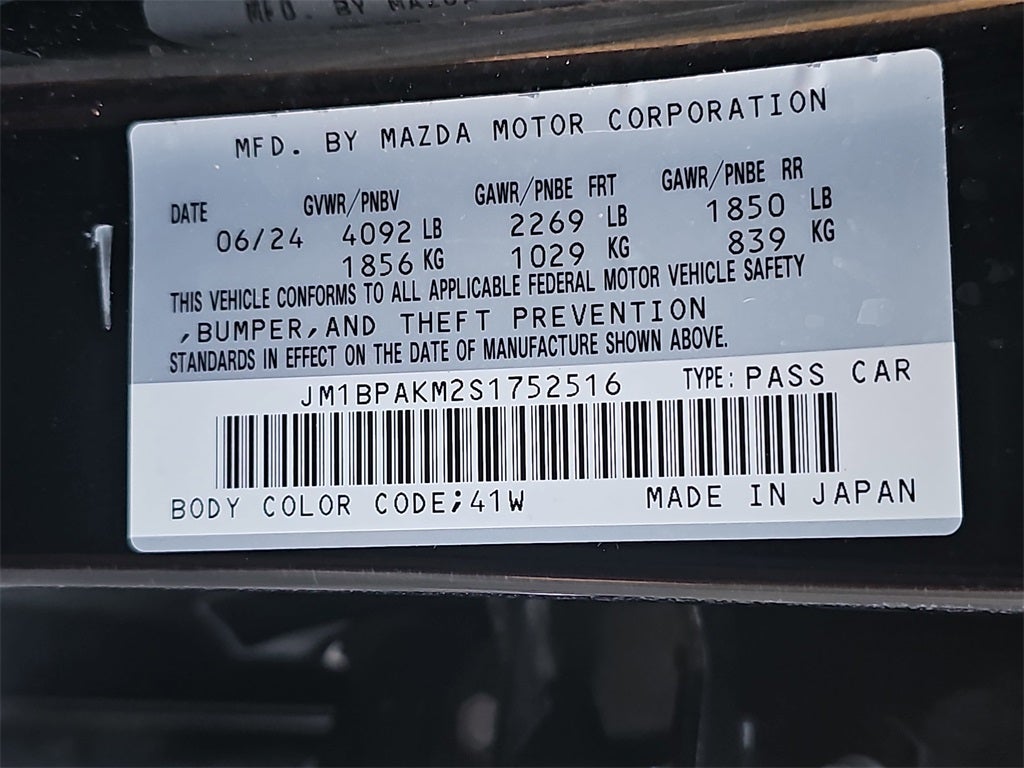 MFD. BY MAZDA MOTOR CORPORATION
DATE GVWR/PNBV GAWR/PNBE FRT GAWR/PNBE RR
06/24 4092 LB 2269 LB 1850 LB
1856 KG 1029 KG 839 KG
THIS VEHICLE CONFORMS TO ALL APPLICABLE FEDERAL MOTOR VEHICLE SAFETY
,BUMPER,AND THEFT PREVENTION
STANDARDS IN EFFECT ON THE DATE OF MANUFACTURE SHOWN ABOVE.
JM1BPAKM2S1752516 TYPE: PASS CAR
BODY COLOR CODE;41W MADE IN JAPAN